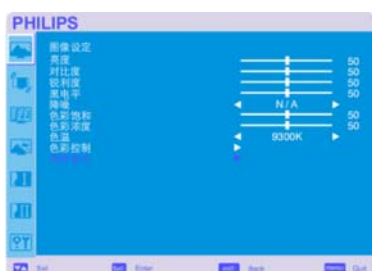 PHILIPS
图像设定
亮度 50
对比度 50
锐利度 50
黑电平 50
降噪 N/A
色彩饱和 50
色彩浓度 50
色温 9300K
色彩控制
Sel Enter Back Quit